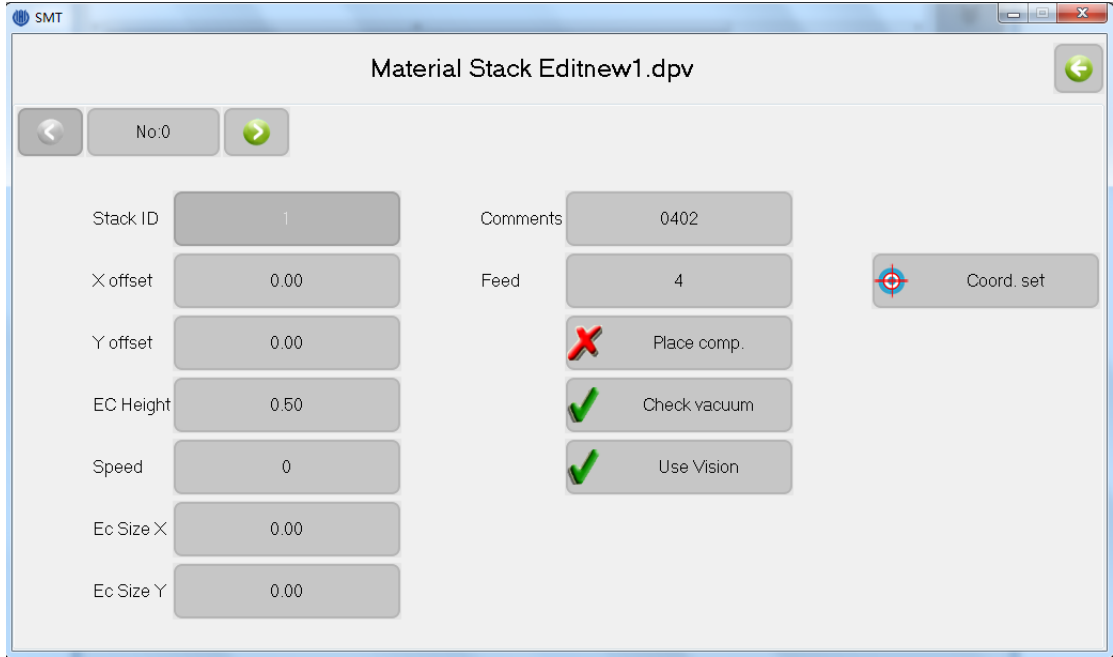 SMT
Material Stack Editnew1.dpv
No:0
Stack ID 1 Comments 0402
X offset 0.00 Feed 4 Coord. set
Y offset 0.00 Place comp.
EC Height 0.50 Check vacuum
Speed 0 Use Vision
Ec Size X 0.00
Ec Size Y 0.00